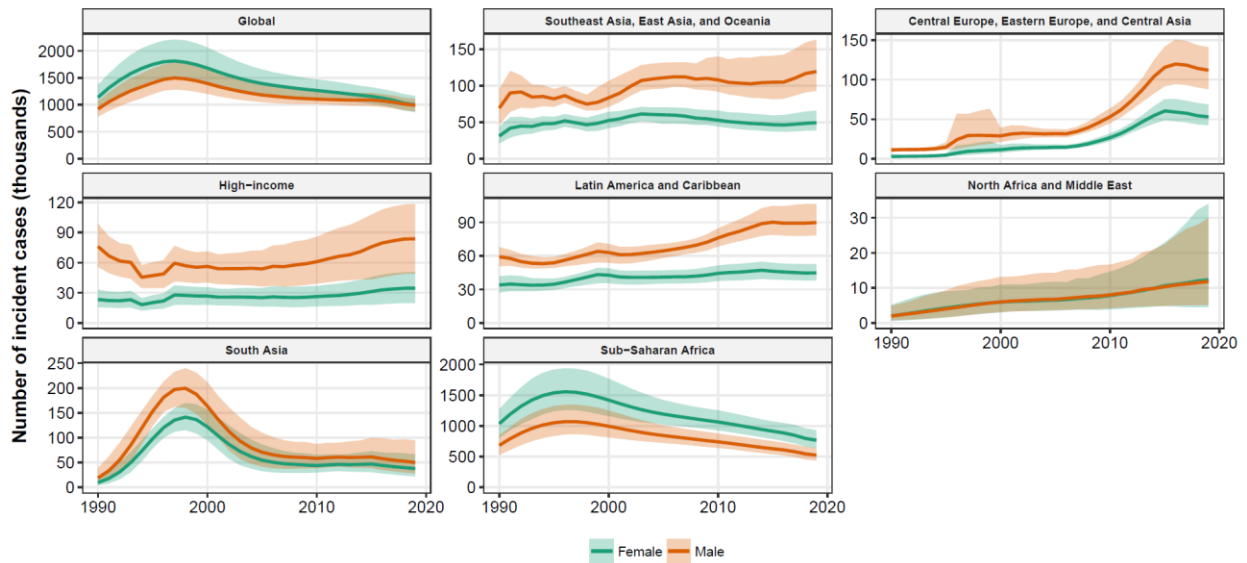 Number of incident cases (thousands)
Global
2000
1500
1000
500
0
Southeast Asia, East Asia, and Oceania
150
100
50
0
Central Europe, Eastern Europe, and Central Asia
150
100
50
0
High−income
120
90
60
30
0
Latin America and Caribbean
90
60
30
0
North Africa and Middle East
30
20
10
0
1990 2000 2010 2020
South Asia
250
200
150
100
50
0
1990 2000 2010 2020
Sub−Saharan Africa
2000
1500
1000
500
0
1990 2000 2010 2020
Female Male